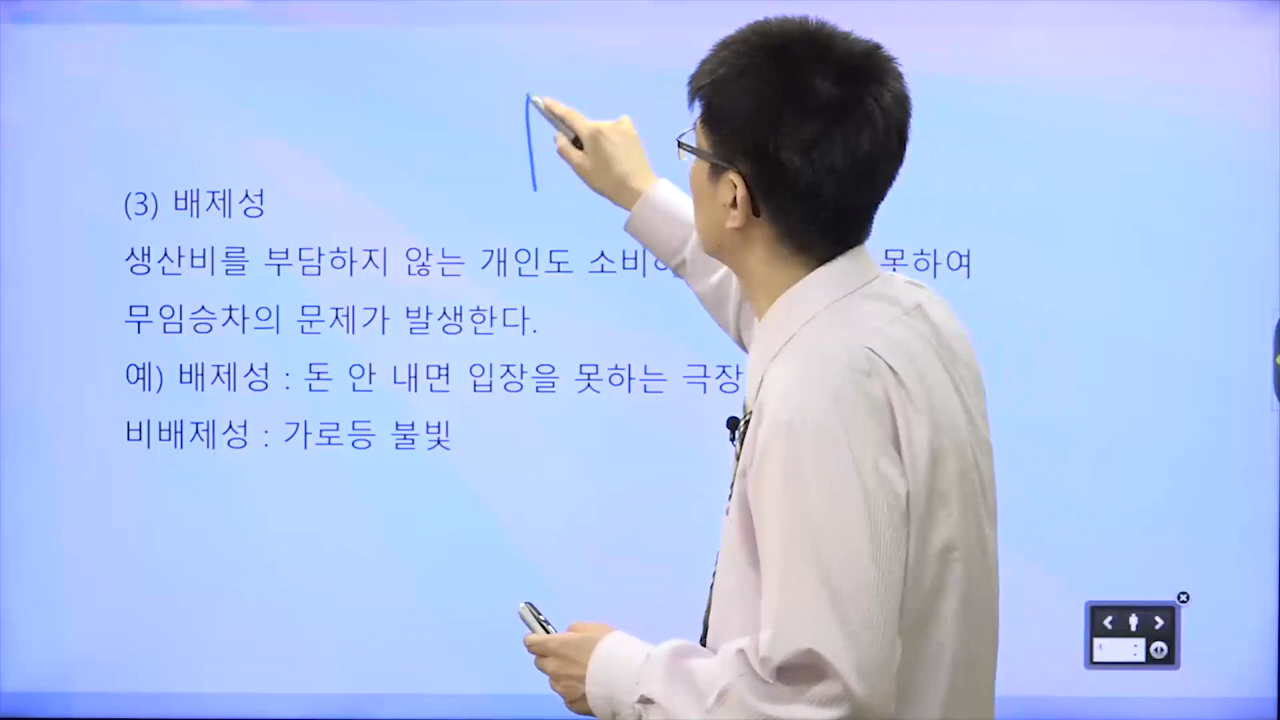 (3) 배제성
생산비를 부담하지 않는 개인도 못하여
무임승차의 문제가 발생한다.
예) 배제성 : 돈 안 내면 입장을 못하는 극장
비배제성 : 가로등 불빛